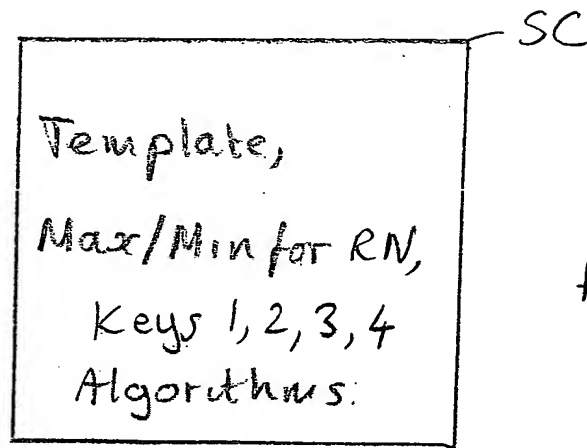 SC
Template,
Max/Min for RN,
Keys 1, 2, 3, 4
Algorithms.